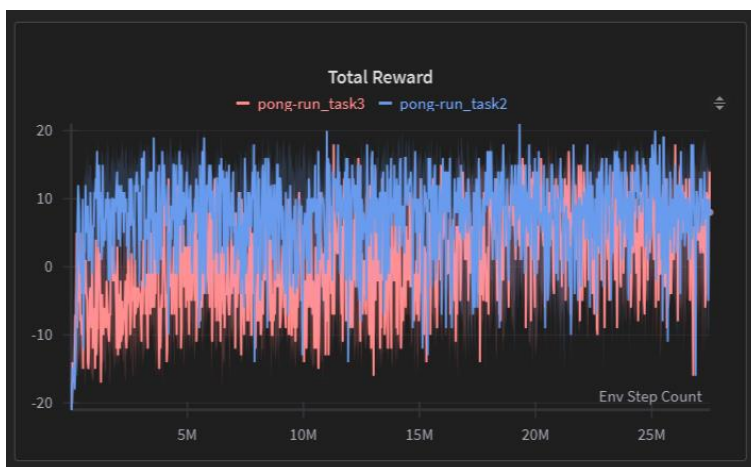 Total Reward
pong-run_task3 pong-run_task2
20
10
0
-10
-20
Env Step Count
5M 10M 15M 20M 25M